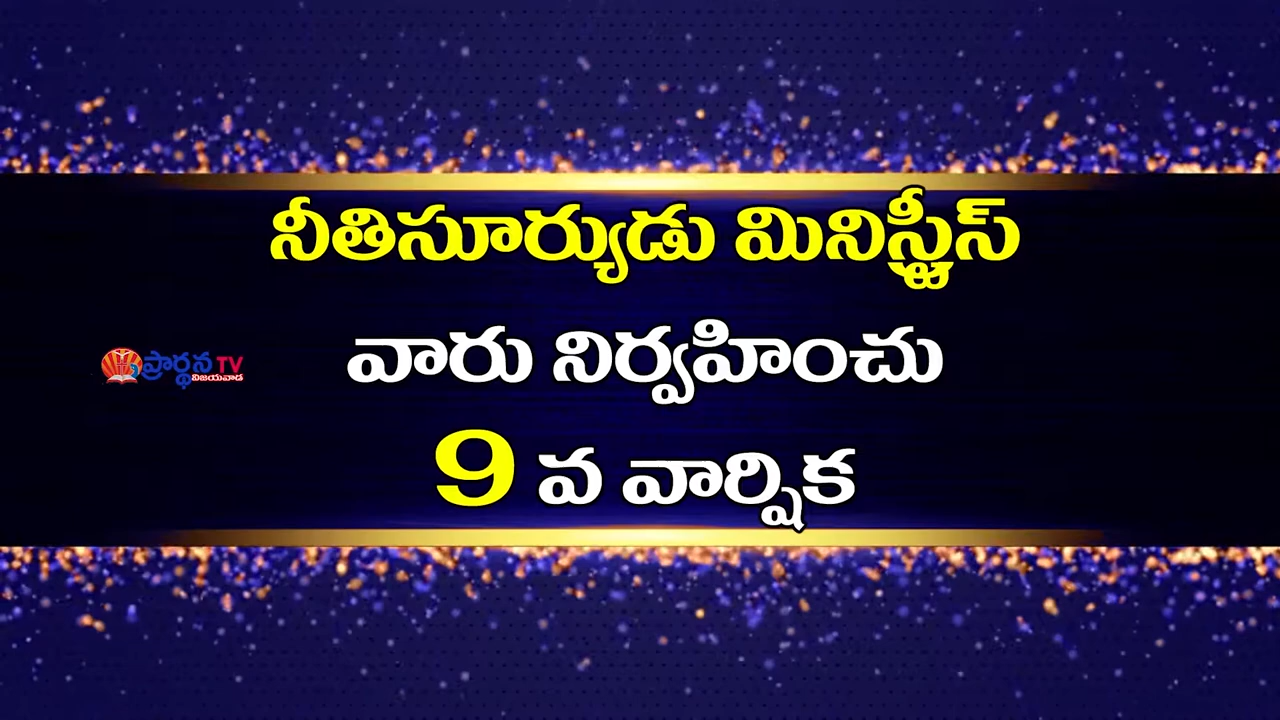 నీతిసూర్యుడు మినిస్ట్రీస్
వారు నిర్వహించు
ప్రార్థన TV
విజయవాడ
9 వ వార్షిక